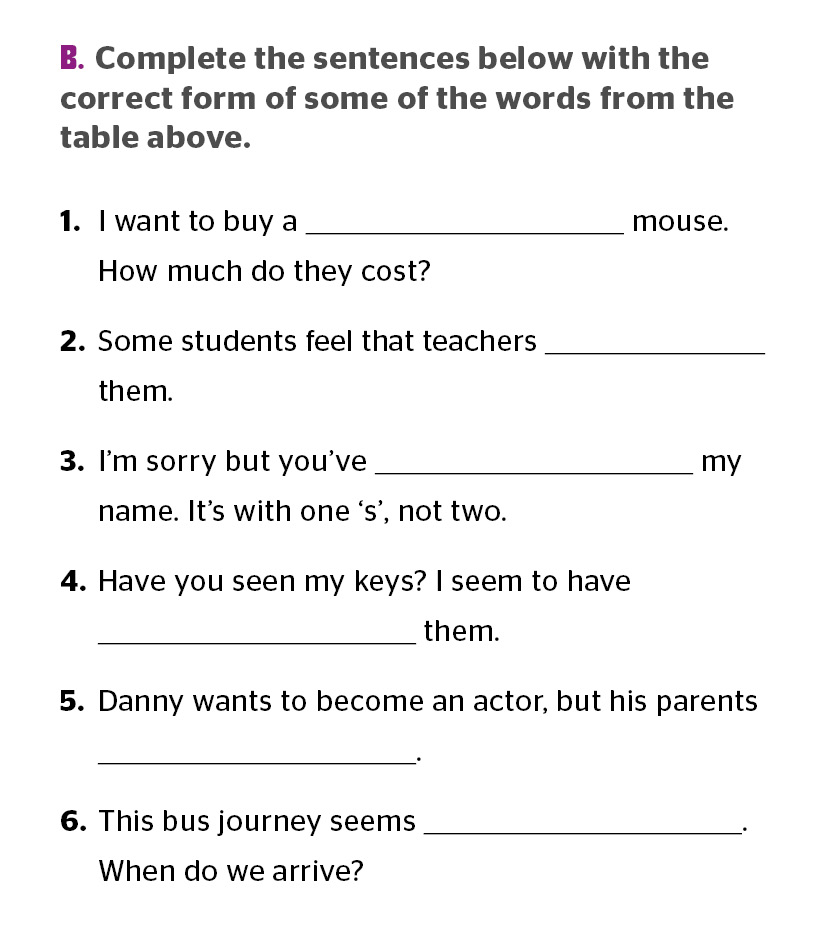 B. Complete the sentences below with the
correct form of some of the words from the
table above.
1. I want to buy a ____________________ mouse.
How much do they cost?
2. Some students feel that teachers ______________
them.
3. I’m sorry but you’ve ____________________ my
name. It’s with one ‘s’, not two.
4. Have you seen my keys? I seem to have
____________________ them.
5. Danny wants to become an actor, but his parents
____________________.
6. This bus journey seems ____________________.
When do we arrive?